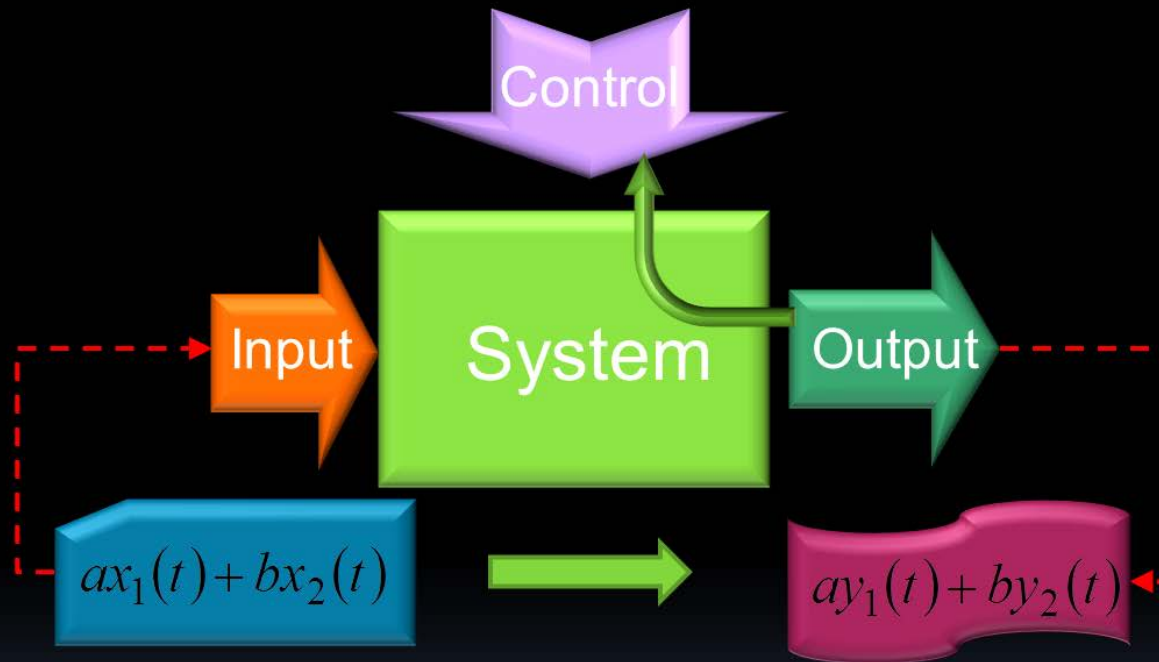 Control
Input
System
Output
ax₁(t) + bx₂(t)
ay₁(t) + by₂(t)